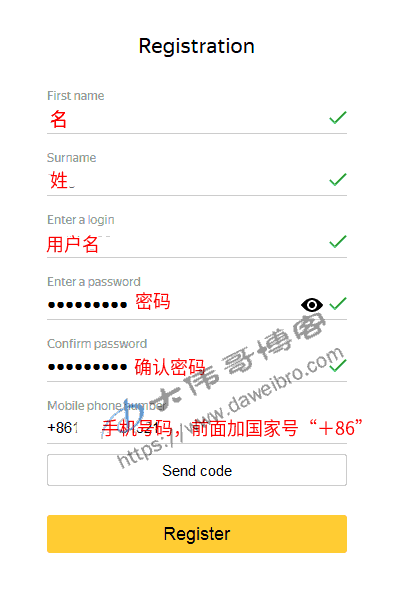 Registration
First name
名
Surname
姓
Enter a login
用户名
Enter a password
●●●●●●●●● 密码
Confirm password
●●●●●●●●● 确认密码
Mobile phone number
+861 321 手机号码，前面加国家号“＋86”
Send code
Register
大伟哥博客
https://www.daweibro.com